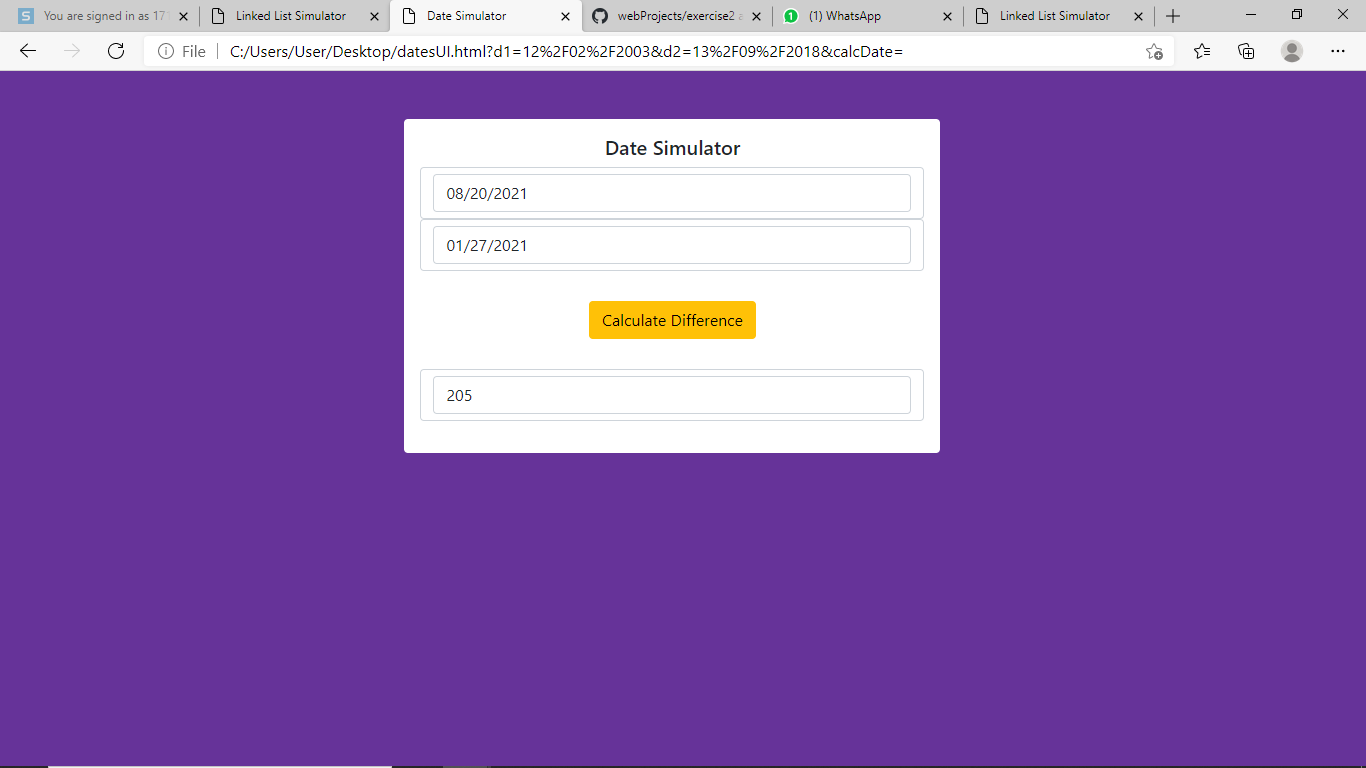 You are signed in as 17
Linked List Simulator
Date Simulator
webProjects/exercise2
(1) WhatsApp
Linked List Simulator
File
C:/Users/User/Desktop/datesUI.html?d1=12%2F02%2F2003&d2=13%2F09%2F2018&calcDate=
Date Simulator
08/20/2021
01/27/2021
Calculate Difference
205